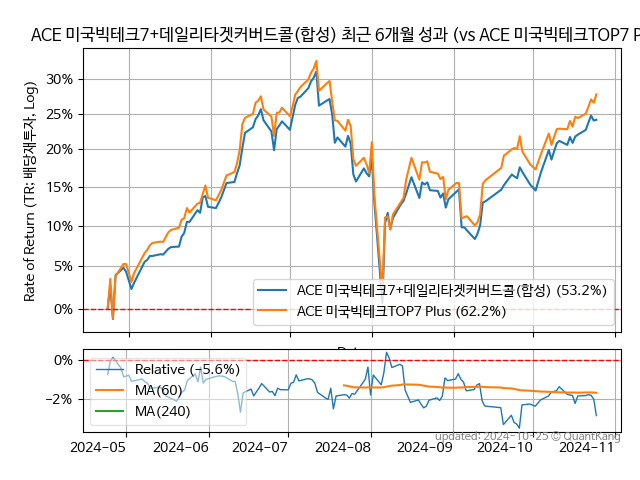 ACE 미국빅테크7+데일리타겟커버드콜(합성) 최근 6개월 성과 (vs ACE 미국빅테크TOP7 P
Rate of Return (TR: 배당재투자, Log)
30%
25%
20%
15%
10%
5%
0%
ACE 미국빅테크7+데일리타겟커버드콜(합성) (53.2%)
ACE 미국빅테크TOP7 Plus (62.2%)
0%
−2%
Relative (−5.6%)
MA(60)
MA(240)
2024-05 2024-06 2024-07 2024-08 2024-09 2024-10 2024-11
updated: 2024-10-25 © QuantKang